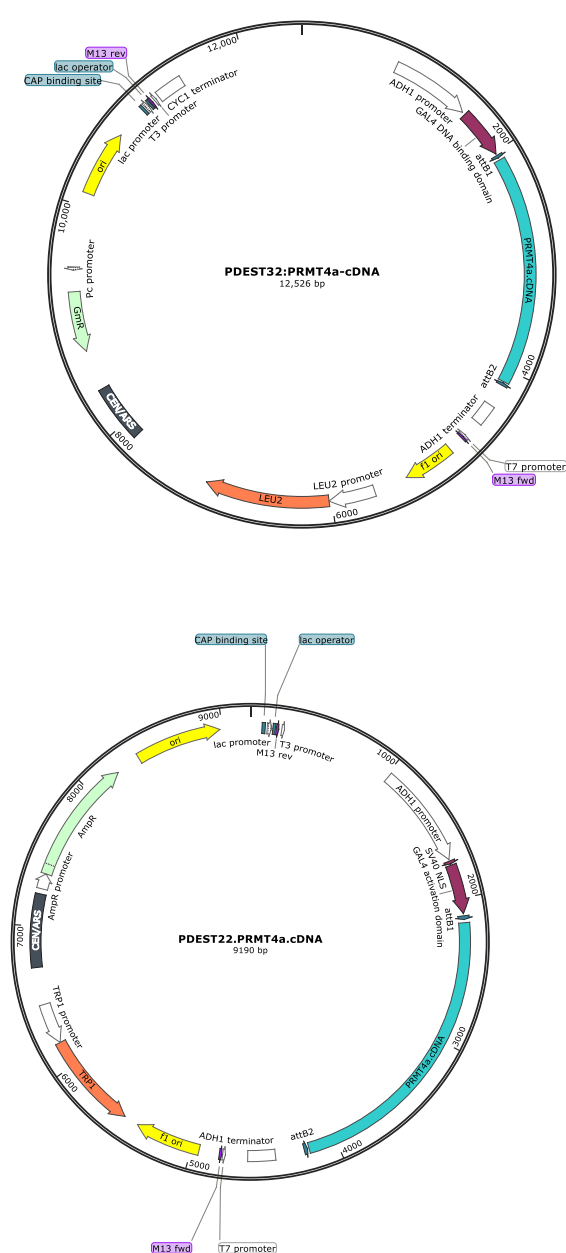 12,000
M13 rev
lac operator
CAP binding site
CYC1 terminator
T3 promoter
lac promoter
ori
10,000
Pc promoter
GmR
CEN/ARS
8000
LEU2
LEU2 promoter
6000
f1 ori
ADH1 terminator
T7 promoter
M13 fwd
attB2
4000
PRMT4a.cDNA
attB1
2000
GAL4 DNA binding domain
ADH1 promoter
PDEST32:PRMT4a-cDNA
12,526 bp
CAP binding site
lac operator
9000
lac promoter
M13 rev
T3 promoter
ori
1000
ADH1 promoter
SV40 NLS
GAL4 activation domain
2000
attB1
8000
AmpR
AmpR promoter
CEN/ARS
7000
PDEST22.PRMT4a.cDNA
9190 bp
TRP1 promoter
TRP1
6000
3000
PRMT4a.cDNA
4000
attB2
ADH1 terminator
f1 ori
5000
M13 fwd
T7 promoter